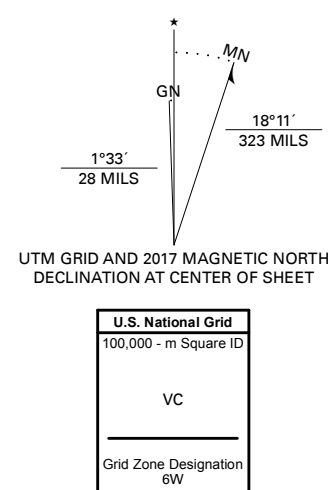 ★
MN
GN
18°11´
323 MILS
1°33´
28 MILS
UTM GRID AND 2017 MAGNETIC NORTH
DECLINATION AT CENTER OF SHEET
U.S. National Grid
100,000 - m Square ID
VC
Grid Zone Designation
6W